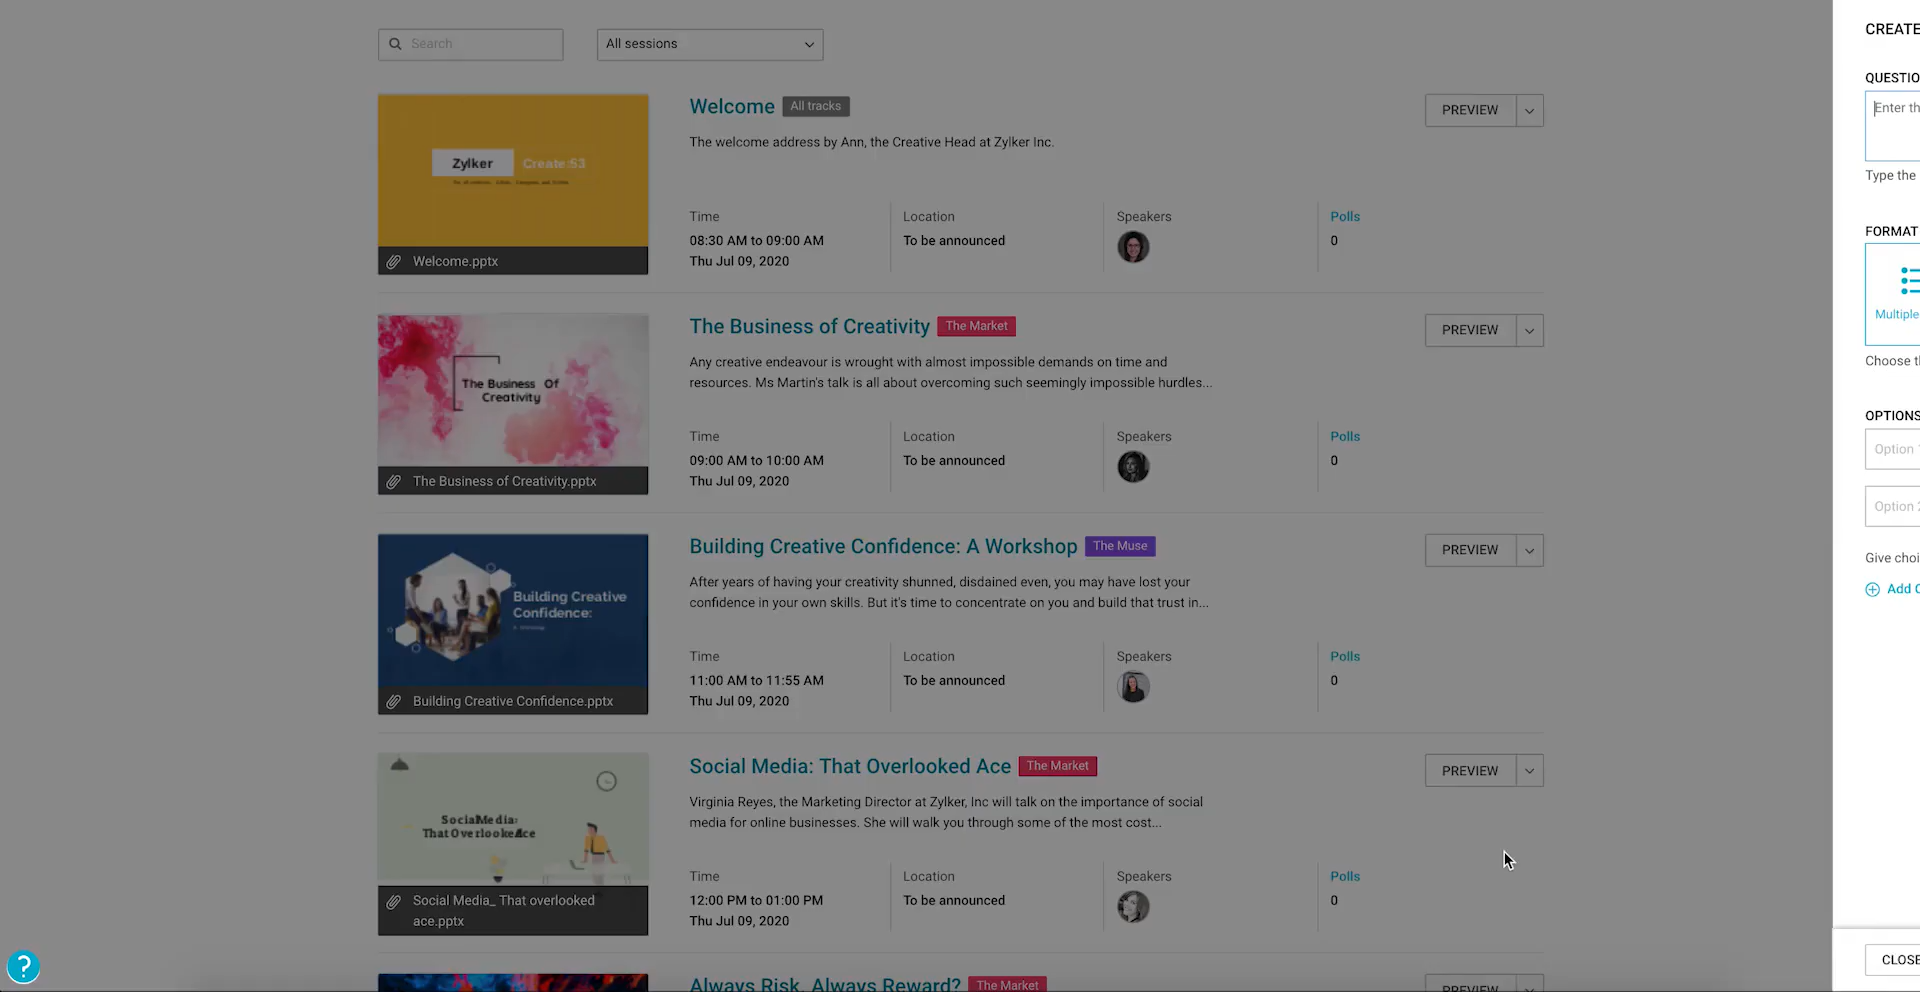 Search
All sessions
CREATE
QUESTIO
Enter th
Type the
FORMAT
Multiple
Choose t
OPTIONS
Option
Option 2
Give choi
Add C
CLOSE
Welcome All tracks
PREVIEW
The welcome address by Ann, the Creative Head at Zylker Inc.
Zylker Create:S3
Welcome.pptx
Time
08:30 AM to 09:00 AM
Thu Jul 09, 2020
Location
To be announced
Speakers
Polls
0
The Business of Creativity The Market
PREVIEW
Any creative endeavour is wrought with almost impossible demands on time and
resources. Ms Martin's talk is all about overcoming such seemingly impossible hurdles...
The Business Of
Creativity
The Business of Creativity.pptx
Time
09:00 AM to 10:00 AM
Thu Jul 09, 2020
Location
To be announced
Speakers
Polls
0
Building Creative Confidence: A Workshop The Muse
PREVIEW
After years of having your creativity shunned, disdained even, you may have lost your
confidence in your own skills. But it's time to concentrate on you and build that trust in...
Building Creative
Confidence:
Building Creative Confidence.pptx
Time
11:00 AM to 11:55 AM
Thu Jul 09, 2020
Location
To be announced
Speakers
Polls
0
Social Media: That Overlooked Ace The Market
PREVIEW
Virginia Reyes, the Marketing Director at Zylker, Inc will talk on the importance of social
media for online businesses. She will walk you through some of the most cost...
Social Media:
That Overlooked Ace
Social Media_ That overlooked
ace.pptx
Time
12:00 PM to 01:00 PM
Thu Jul 09, 2020
Location
To be announced
Speakers
Polls
0
Always Risk, Always Reward? The Market
PREVIEW
?